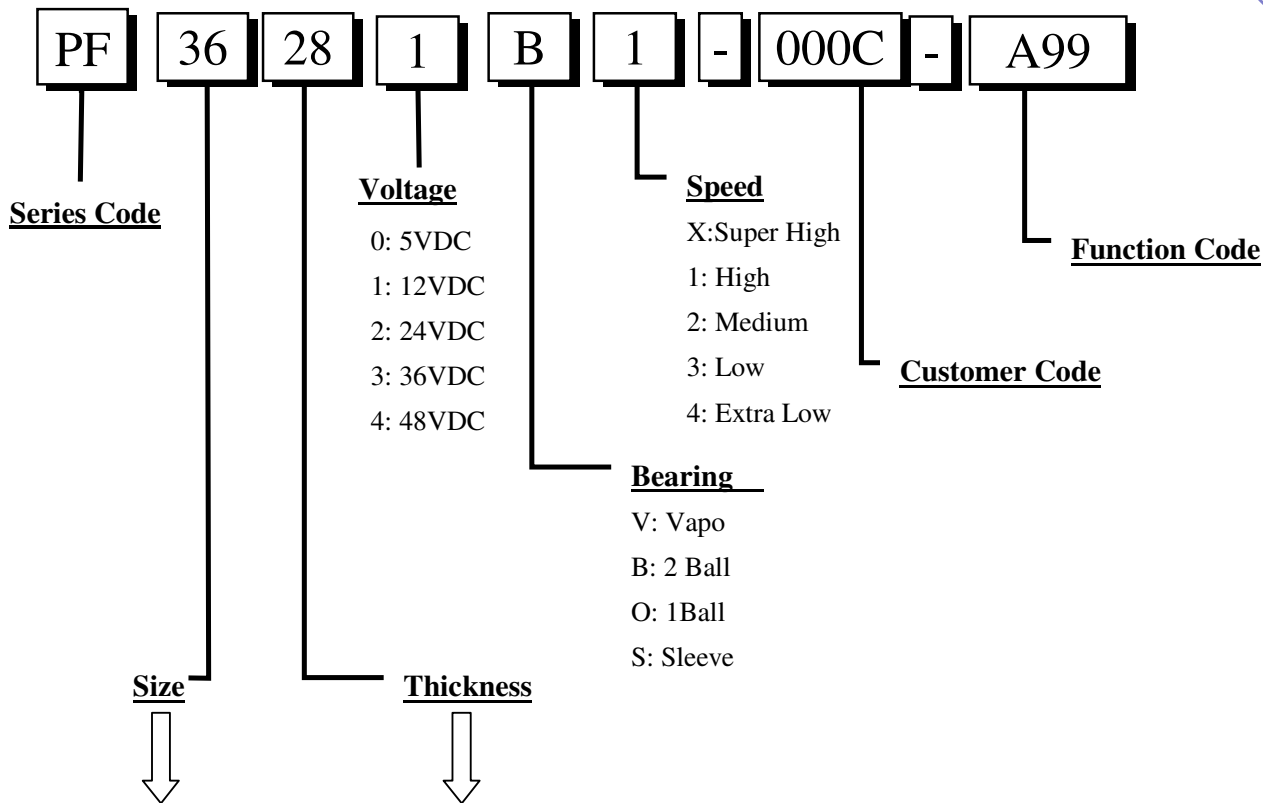 PF 36 28 1 B 1 - 000C - A99
Series Code
Voltage
0: 5VDC
1: 12VDC
2: 24VDC
3: 36VDC
4: 48VDC
Speed
X:Super High
1: High
2: Medium
3: Low
4: Extra Low
Function Code
Customer Code
Bearing
V: Vapo
B: 2 Ball
O: 1Ball
S: Sleeve
Size
Thickness